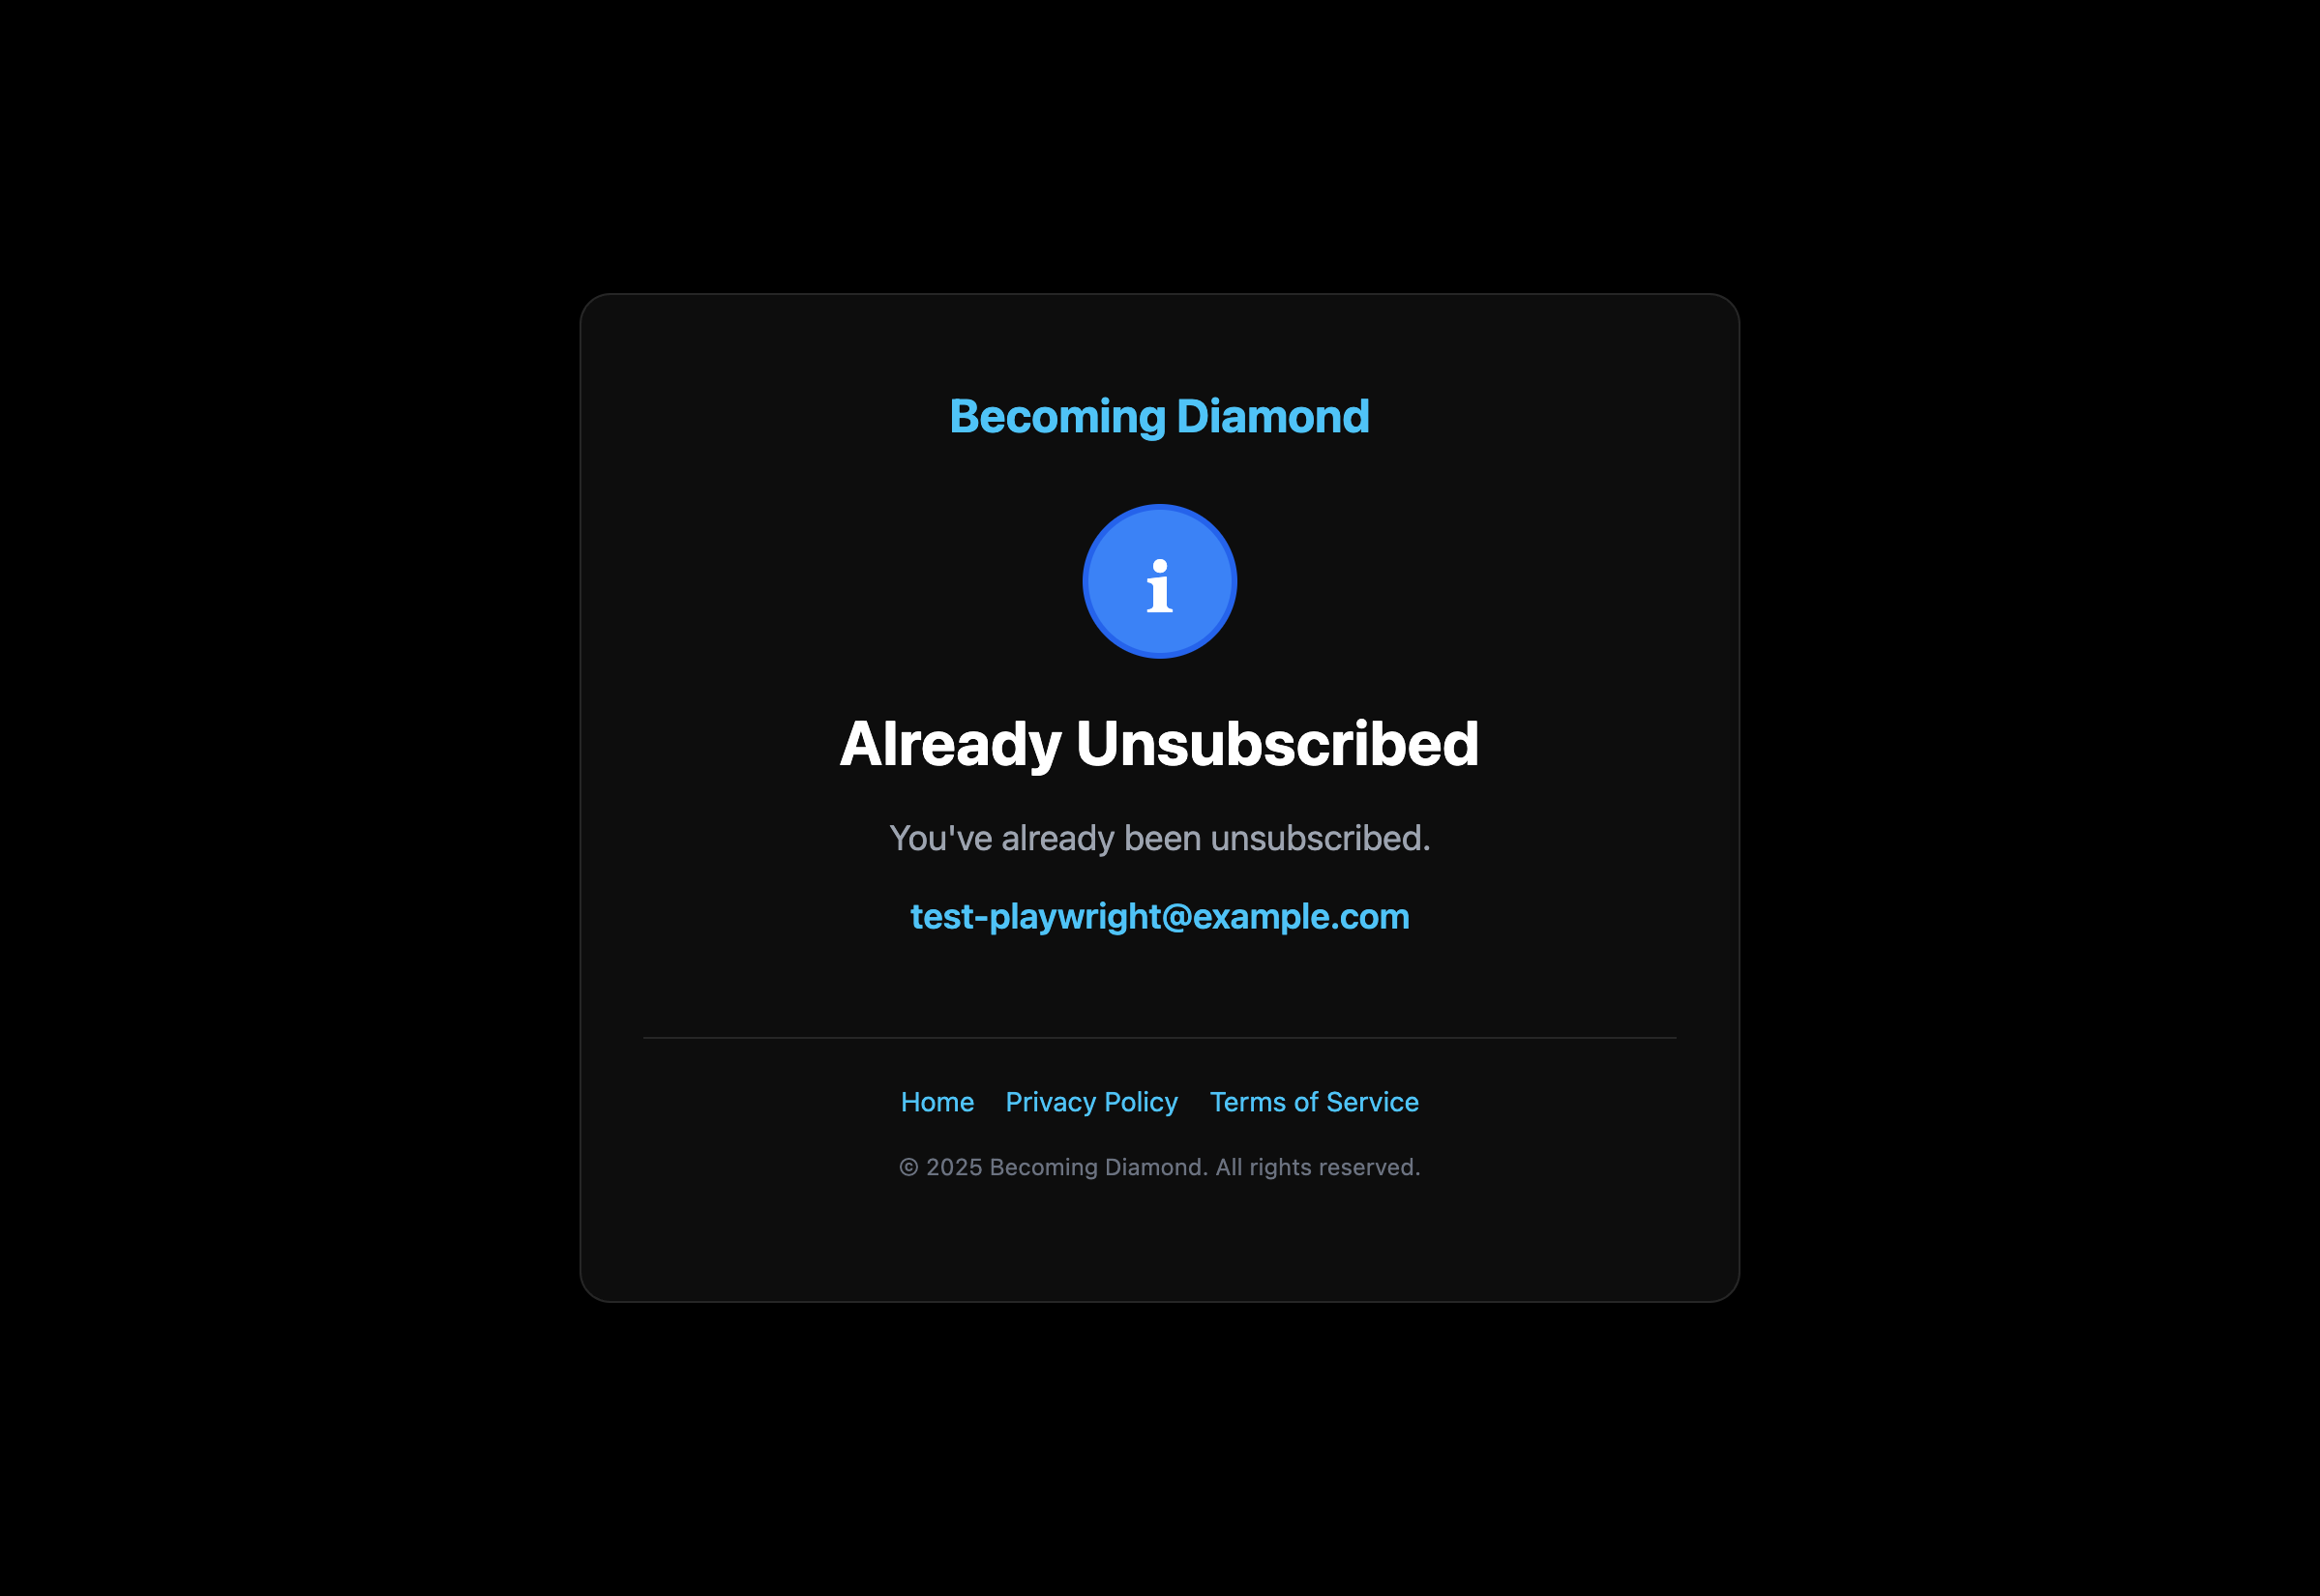 Becoming Diamond
i
Already Unsubscribed
You've already been unsubscribed.
test-playwright@example.com
Home Privacy Policy Terms of Service
© 2025 Becoming Diamond. All rights reserved.